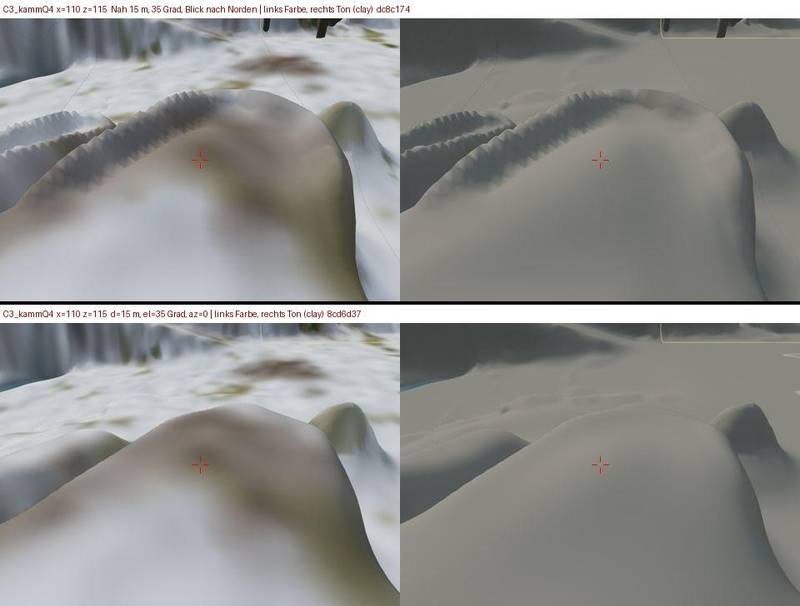 C3_kammQ4 x=110 z=115 Nah 15 m, 35 Grad, Blick nach Norden | links Farbe, rechts Ton (clay) dc8c174
C3_kammQ4 x=110 z=115 d=15 m, el=35 Grad, az=0 | links Farbe, rechts Ton (clay) 8cd6d37